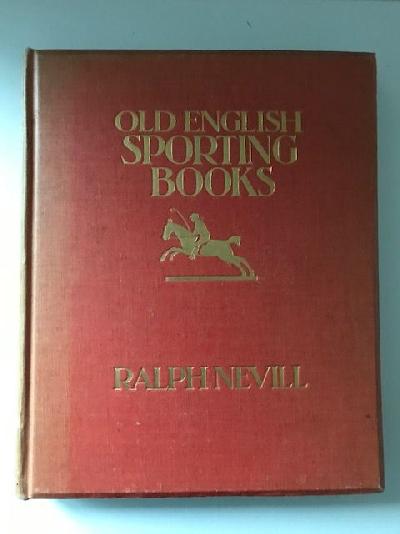 OLD ENGLISH
SPORTING
BOOKS
RALPH NEVILL